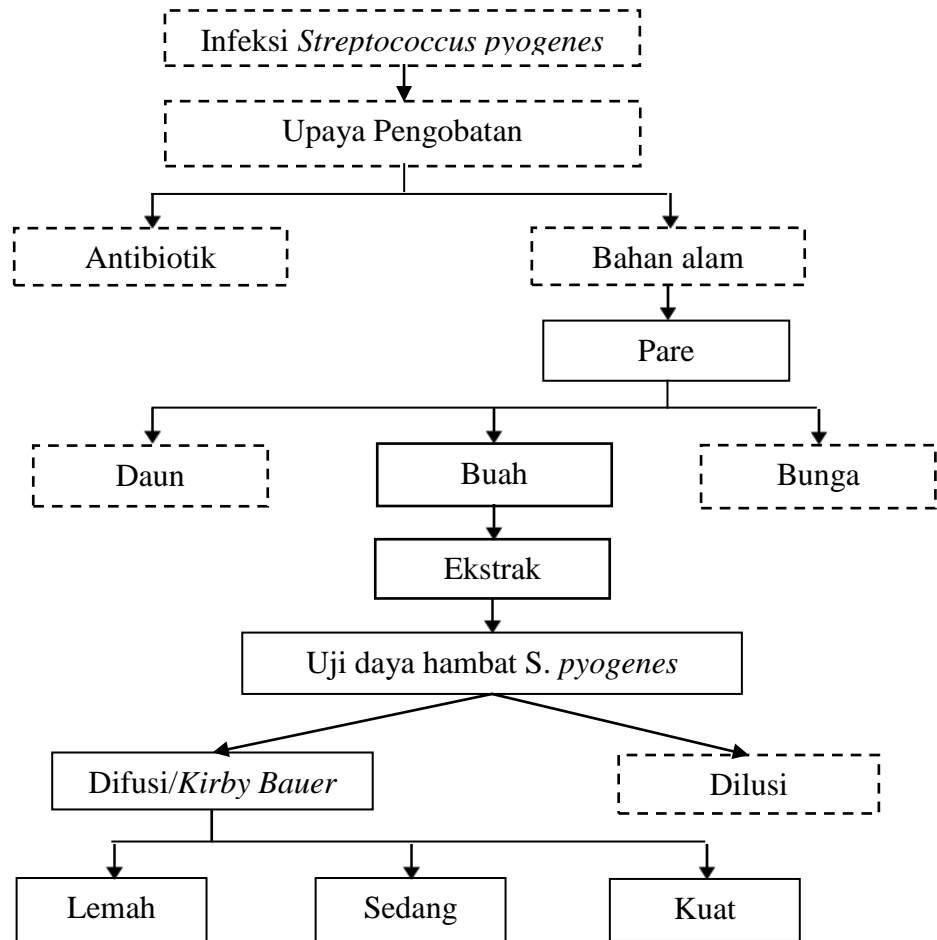 Infeksi Streptococcus pyogenes
Upaya Pengobatan
Antibiotik
Bahan alam
Pare
Daun
Buah
Bunga
Ekstrak
Uji daya hambat S. pyogenes
Difusi/Kirby Bauer
Dilusi
Lemah
Sedang
Kuat